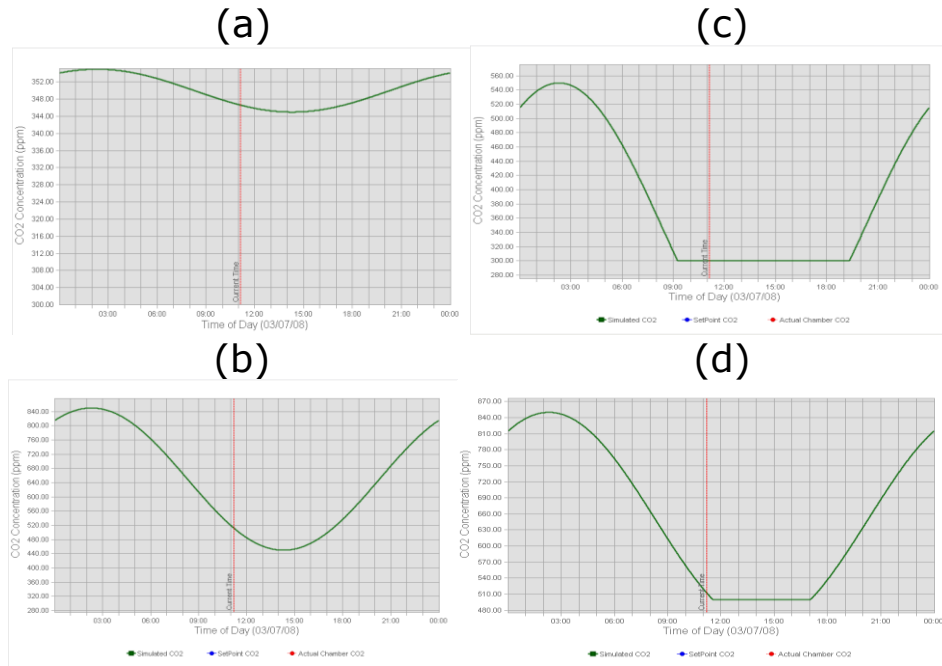 (a)
352.00
348.00
344.00
340.00
336.00
332.00
328.00
324.00
320.00
316.00
312.00
308.00
304.00
300.00
CO2 Concentration (ppm)
Current Time
03:00 06:00 09:00 12:00 15:00 18:00 21:00 00:00
Time of Day (03/07/08)
(c)
560.00
540.00
520.00
500.00
480.00
460.00
440.00
420.00
400.00
380.00
360.00
340.00
320.00
300.00
280.00
CO2 Concentration (ppm)
Current Time
03:00 06:00 09:00 12:00 15:00 18:00 21:00 00:00
Time of Day (03/07/08)
Simulated CO2 SetPoint CO2 Actual Chamber CO2
(b)
840.00
800.00
760.00
720.00
680.00
640.00
600.00
560.00
520.00
480.00
440.00
400.00
360.00
320.00
280.00
CO2 Concentration (ppm)
Current Time
03:00 06:00 09:00 12:00 15:00 18:00 21:00 00:00
Time of Day (03/07/08)
Simulated CO2 SetPoint CO2 Actual Chamber CO2
(d)
870.00
840.00
810.00
780.00
750.00
720.00
690.00
660.00
630.00
600.00
570.00
540.00
510.00
480.00
CO2 Concentration (ppm)
Current Time
03:00 06:00 09:00 12:00 15:00 18:00 21:00 00:00
Time of Day (03/07/08)
Simulated CO2 SetPoint CO2 Actual Chamber CO2